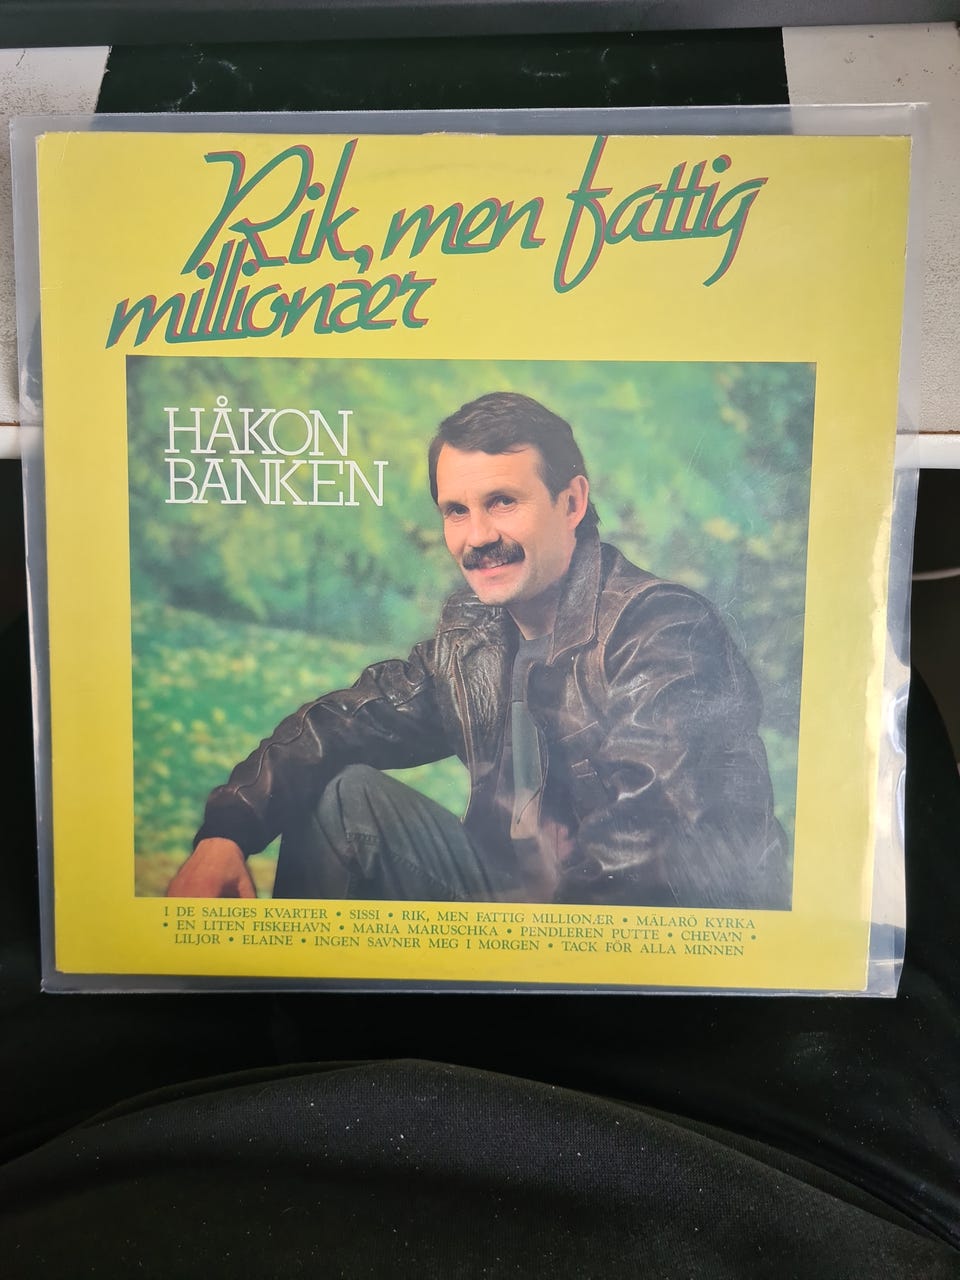 Rik, men fattig
millionær
HÅKON
BANKEN
I DE SALIGES KVARTER • SISSI • RIK, MEN FATTIG MILLIONÆR • MÄLARÖ KYRKA
• EN LITEN FISKEHAVN • MARIA MARUSCHKA • PENDLEREN PUTTE • CHEVA'N •
LILJOR • ELAINE • INGEN SAVNER MEG I MORGEN • TACK FÖR ALLA MINNEN